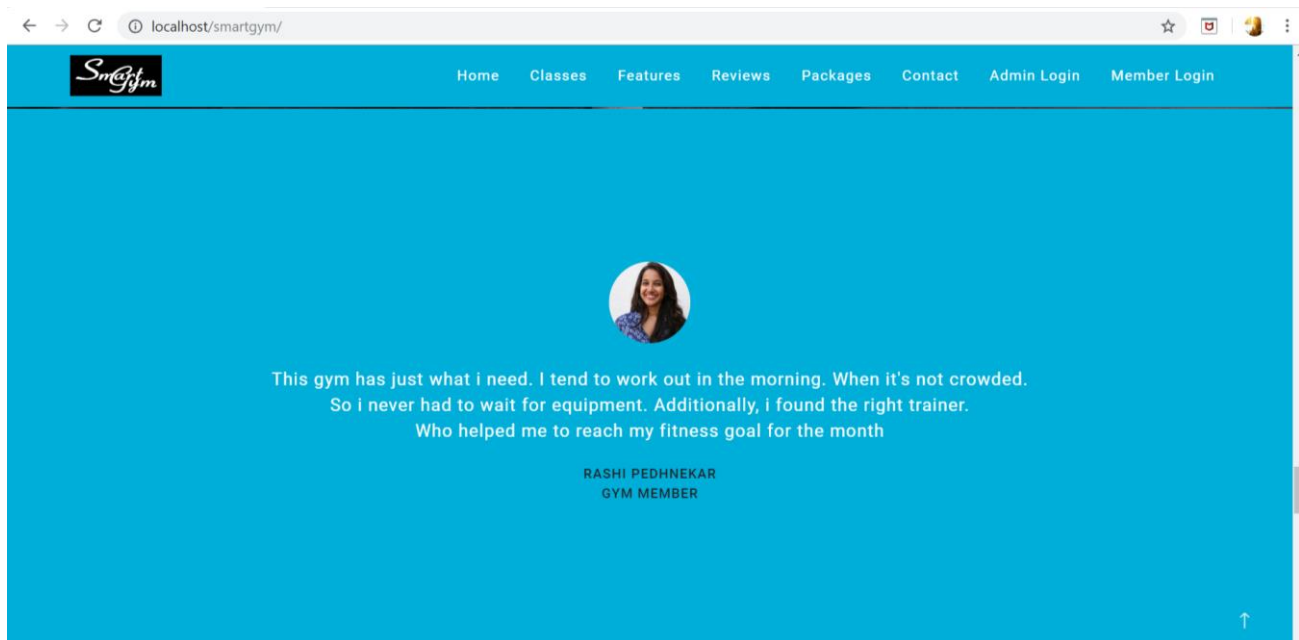 localhost/smartgym/
Smart
Gym
Home Classes Features Reviews Packages Contact Admin Login Member Login
This gym has just what i need. I tend to work out in the morning. When it's not crowded.
So i never had to wait for equipment. Additionally, i found the right trainer.
Who helped me to reach my fitness goal for the month
RASHI PEDHNEKAR
GYM MEMBER